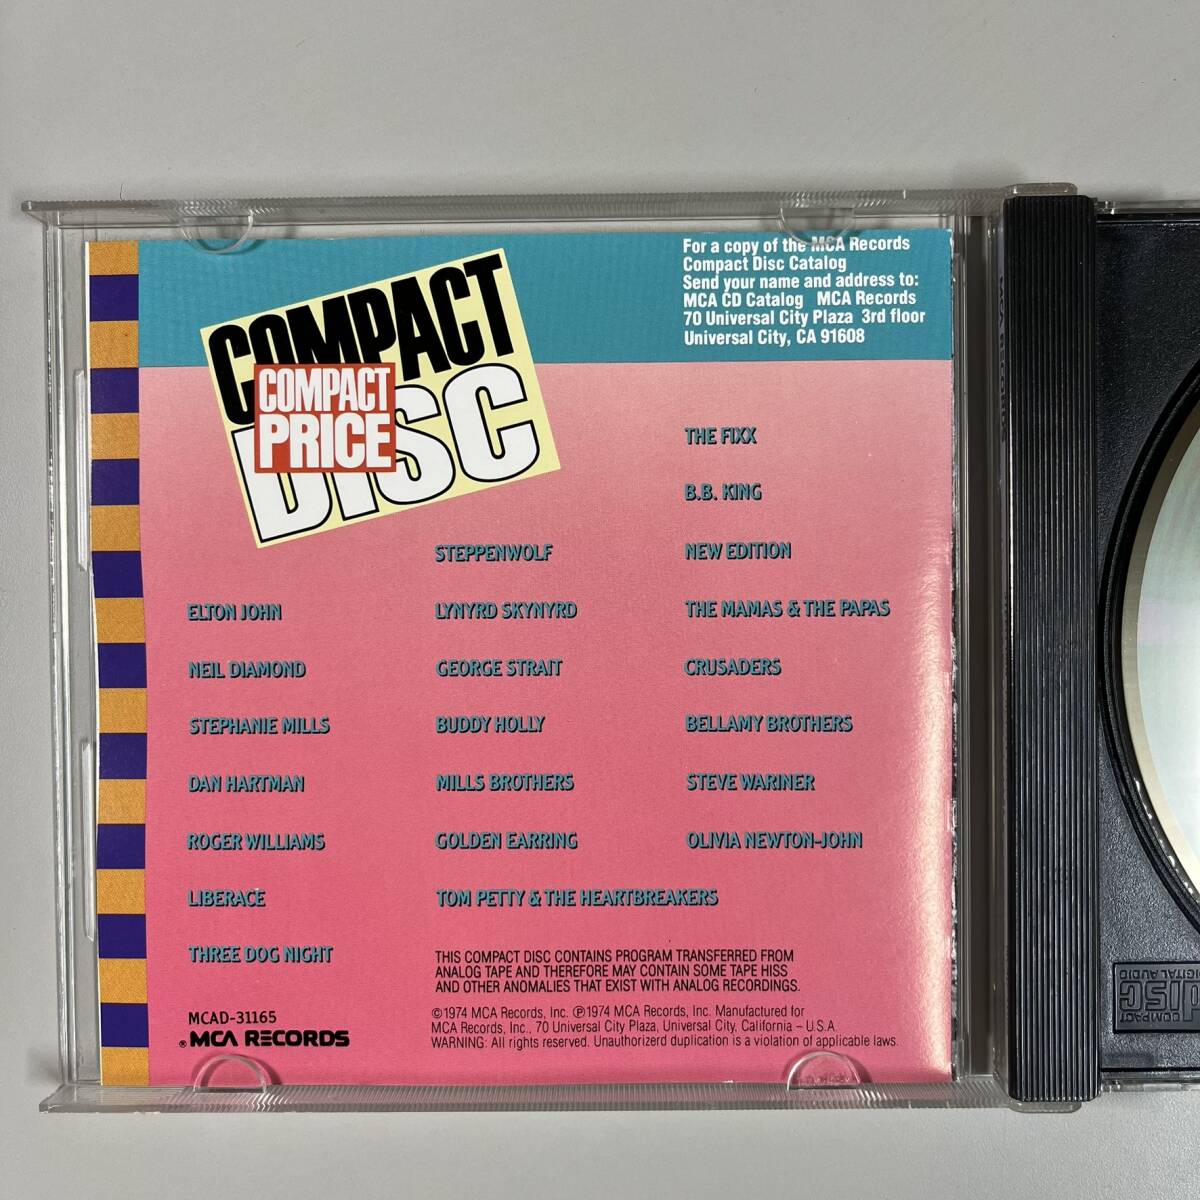 COMPACT
DISC
COMPACT
PRICE
For a copy of the MCA Records
Compact Disc Catalog
Send your name and address to:
MCA CD Catalog MCA Records
70 Universal City Plaza 3rd floor
Universal City, CA 91608
ELTON JOHN
NEIL DIAMOND
STEPHANIE MILLS
DAN HARTMAN
ROGER WILLIAMS
LIBERACE
THREE DOG NIGHT
STEPPENWOLF
LYNYRD SKYNYRD
GEORGE STRAIT
BUDDY HOLLY
MILLS BROTHERS
GOLDEN EARRING
TOM PETTY & THE HEARTBREAKERS
THE FIXX
B.B. KING
NEW EDITION
THE MAMAS & THE PAPAS
CRUSADERS
BELLAMY BROTHERS
STEVE WARINER
OLIVIA NEWTON-JOHN
THIS COMPACT DISC CONTAINS PROGRAM TRANSFERRED FROM
ANALOG TAPE AND THEREFORE MAY CONTAIN SOME TAPE HISS
AND OTHER ANOMALIES THAT EXIST WITH ANALOG RECORDINGS.
©1974 MCA Records, Inc. ℗1974 MCA Records, Inc. Manufactured for
MCA Records, Inc., 70 Universal City Plaza, Universal City, California – U.S.A.
WARNING: All rights reserved. Unauthorizerd duplication is a violation of applicable laws.
MCAD-31165
® MCA RECORDS
COMPACT
DISC
DIGITAL AUDIO